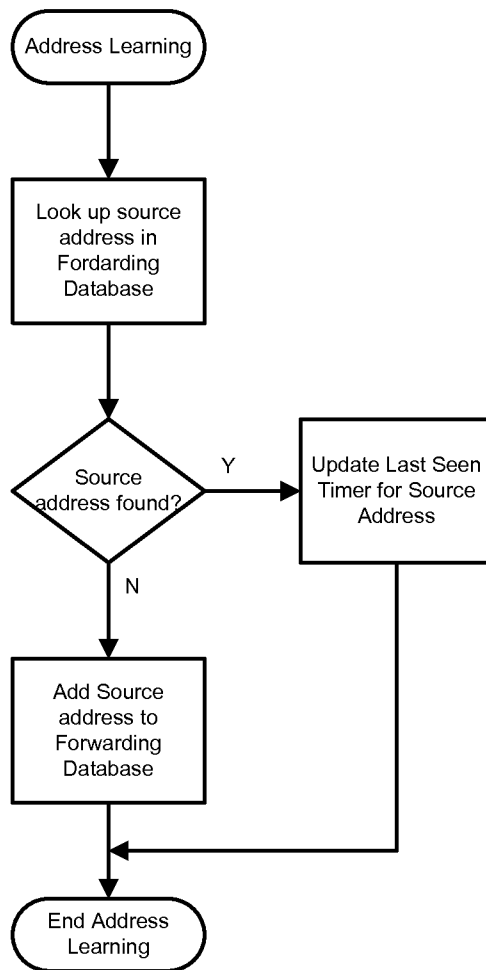 Address Learning
Look up source
address in
Fordarding
Database
Source
address found?
Y
Update Last Seen
Timer for Source
Address
N
Add Source
address to
Forwarding
Database
End Address
Learning